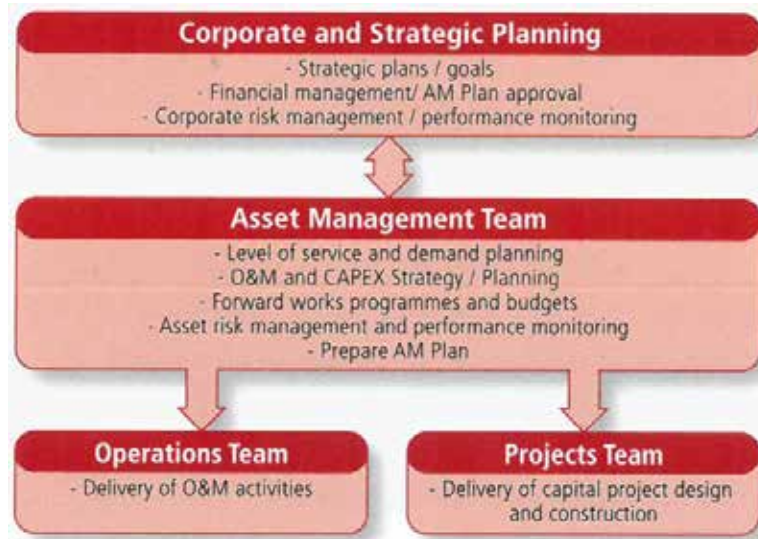 Corporate and Strategic Planning
- Strategic plans / goals
- Financial management/ AM Plan approval
- Corporate risk management / performance monitoring
Asset Management Team
- Level of service and demand planning
- O&M and CAPEX Strategy / Planning
- Forward works programmes and budgets
- Asset risk management and performance monitoring
- Prepare AM Plan
Operations Team
- Delivery of O&M activities
Projects Team
- Delivery of capital project design
and construction